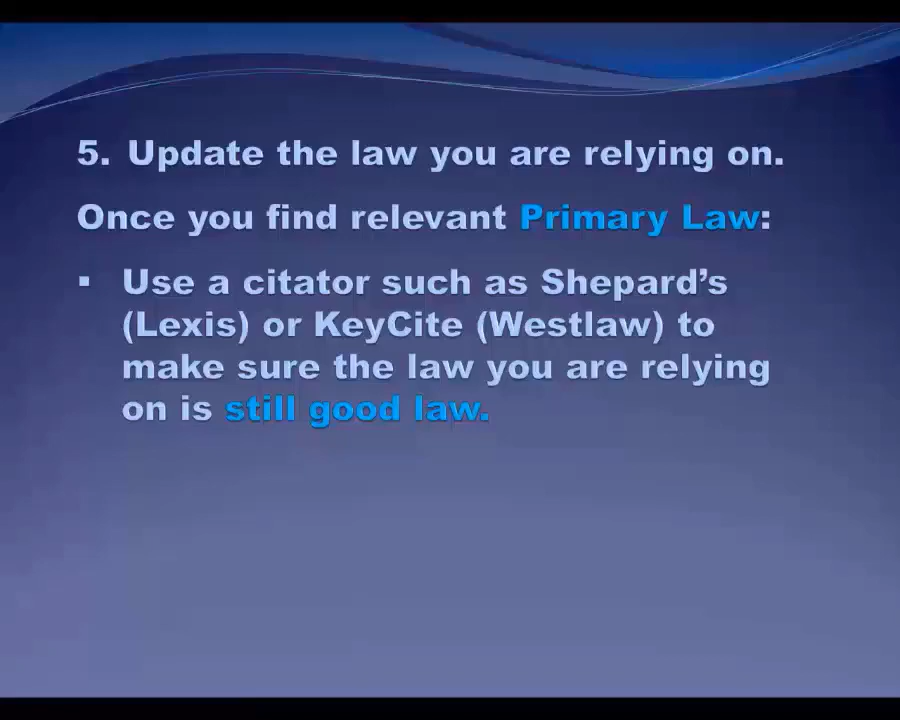 5. Update the law you are relying on.
Once you find relevant Primary Law:
▪ Use a citator such as Shepard’s
(Lexis) or KeyCite (Westlaw) to
make sure the law you are relying
on is still good law.